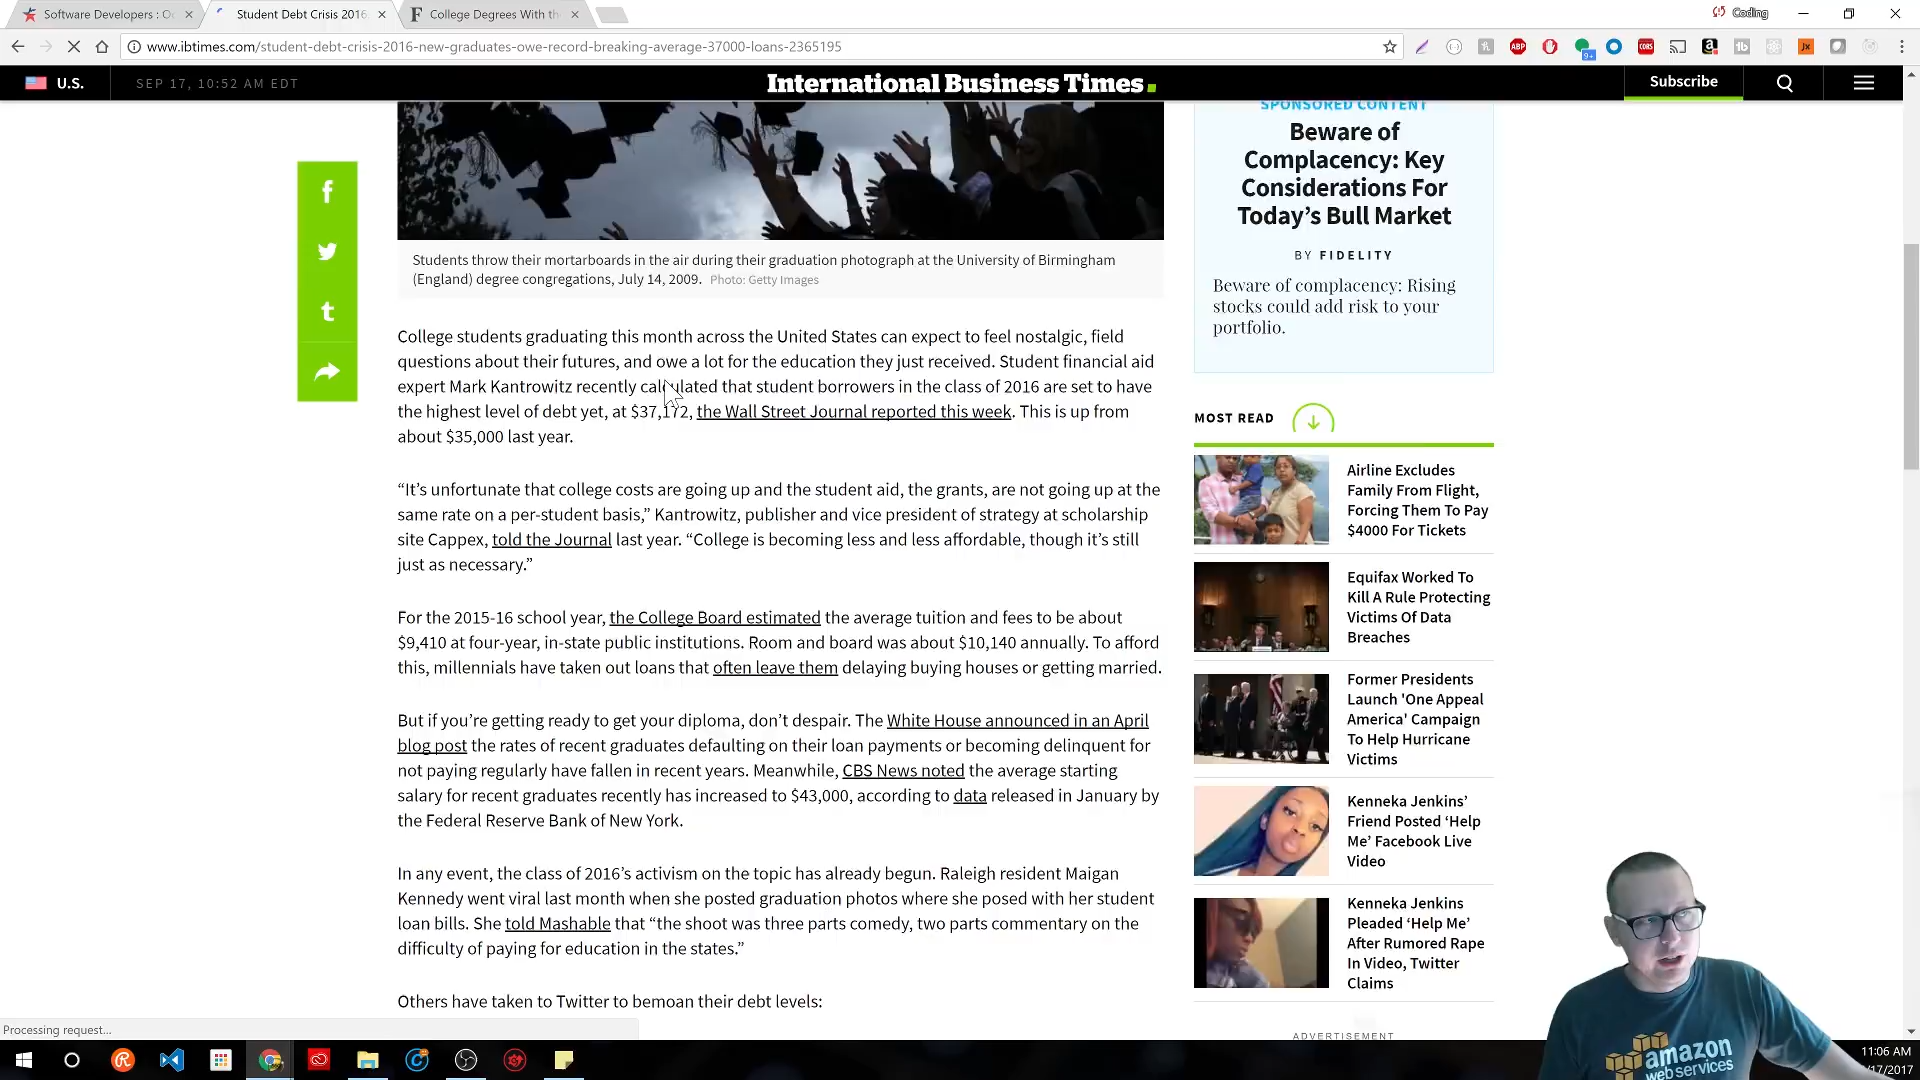 Software Developers : O
Student Debt Crisis 2016
College Degrees With th
Coding
www.ibtimes.com/student-debt-crisis-2016-new-graduates-owe-record-breaking-average-37000-loans-2365195
ABP
9+
CORS
U.S.
SEP 17, 10:52 AM EDT
International Business Times
Subscribe
Students throw their mortarboards in the air during their graduation photograph at the University of Birmingham
(England) degree congregations, July 14, 2009. Photo: Getty Images
College students graduating this month across the United States can expect to feel nostalgic, field
questions about their futures, and owe a lot for the education they just received. Student financial aid
expert Mark Kantrowitz recently calculated that student borrowers in the class of 2016 are set to have
the highest level of debt yet, at $37,172, the Wall Street Journal reported this week. This is up from
about $35,000 last year.
“It’s unfortunate that college costs are going up and the student aid, the grants, are not going up at the
same rate on a per-student basis,” Kantrowitz, publisher and vice president of strategy at scholarship
site Cappex, told the Journal last year. “College is becoming less and less affordable, though it’s still
just as necessary.”
For the 2015-16 school year, the College Board estimated the average tuition and fees to be about
$9,410 at four-year, in-state public institutions. Room and board was about $10,140 annually. To afford
this, millennials have taken out loans that often leave them delaying buying houses or getting married.
But if you’re getting ready to get your diploma, don’t despair. The White House announced in an April
blog post the rates of recent graduates defaulting on their loan payments or becoming delinquent for
not paying regularly have fallen in recent years. Meanwhile, CBS News noted the average starting
salary for recent graduates recently has increased to $43,000, according to data released in January by
the Federal Reserve Bank of New York.
In any event, the class of 2016’s activism on the topic has already begun. Raleigh resident Maigan
Kennedy went viral last month when she posted graduation photos where she posed with her student
loan bills. She told Mashable that “the shoot was three parts comedy, two parts commentary on the
difficulty of paying for education in the states.”
Others have taken to Twitter to bemoan their debt levels:
SPONSORED CONTENT
Beware of
Complacency: Key
Considerations For
Today’s Bull Market
BY FIDELITY
Beware of complacency: Rising
stocks could add risk to your
portfolio.
MOST READ
Airline Excludes
Family From Flight,
Forcing Them To Pay
$4000 For Tickets
Equifax Worked To
Kill A Rule Protecting
Victims Of Data
Breaches
Former Presidents
Launch 'One Appeal
America' Campaign
To Help Hurricane
Victims
Kenneka Jenkins’
Friend Posted ‘Help
Me’ Facebook Live
Video
Kenneka Jenkins
Pleaded ‘Help Me’
After Rumored Rape
In Video, Twitter
Claims
ADVERTISEMENT
Processing request...
amazon
web services
11:06 AM
/17/2017